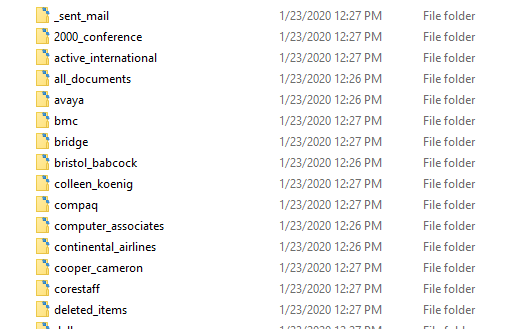 _sent_mail 1/23/2020 12:27 PM File folder
2000_conference 1/23/2020 12:27 PM File folder
active_international 1/23/2020 12:27 PM File folder
all_documents 1/23/2020 12:26 PM File folder
avaya 1/23/2020 12:26 PM File folder
bmc 1/23/2020 12:27 PM File folder
bridge 1/23/2020 12:27 PM File folder
bristol_babcock 1/23/2020 12:26 PM File folder
colleen_koenig 1/23/2020 12:27 PM File folder
compaq 1/23/2020 12:27 PM File folder
computer_associates 1/23/2020 12:26 PM File folder
continental_airlines 1/23/2020 12:26 PM File folder
cooper_cameron 1/23/2020 12:27 PM File folder
corestaff 1/23/2020 12:27 PM File folder
deleted_items 1/23/2020 12:27 PM File folder